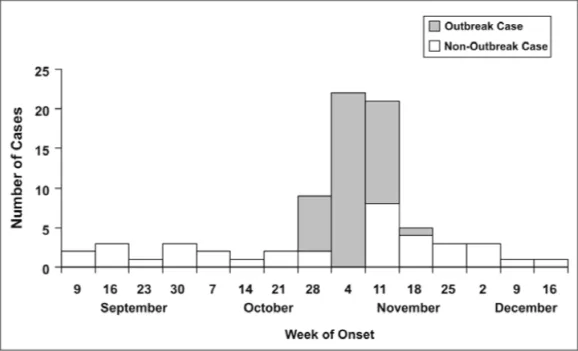 Outbreak Case
Non-Outbreak Case
25
20
15
10
5
0
Number of Cases
9 16 23 30 7 14 21 28 4 11 18 25 2 9 16
September October November December
Week of Onset